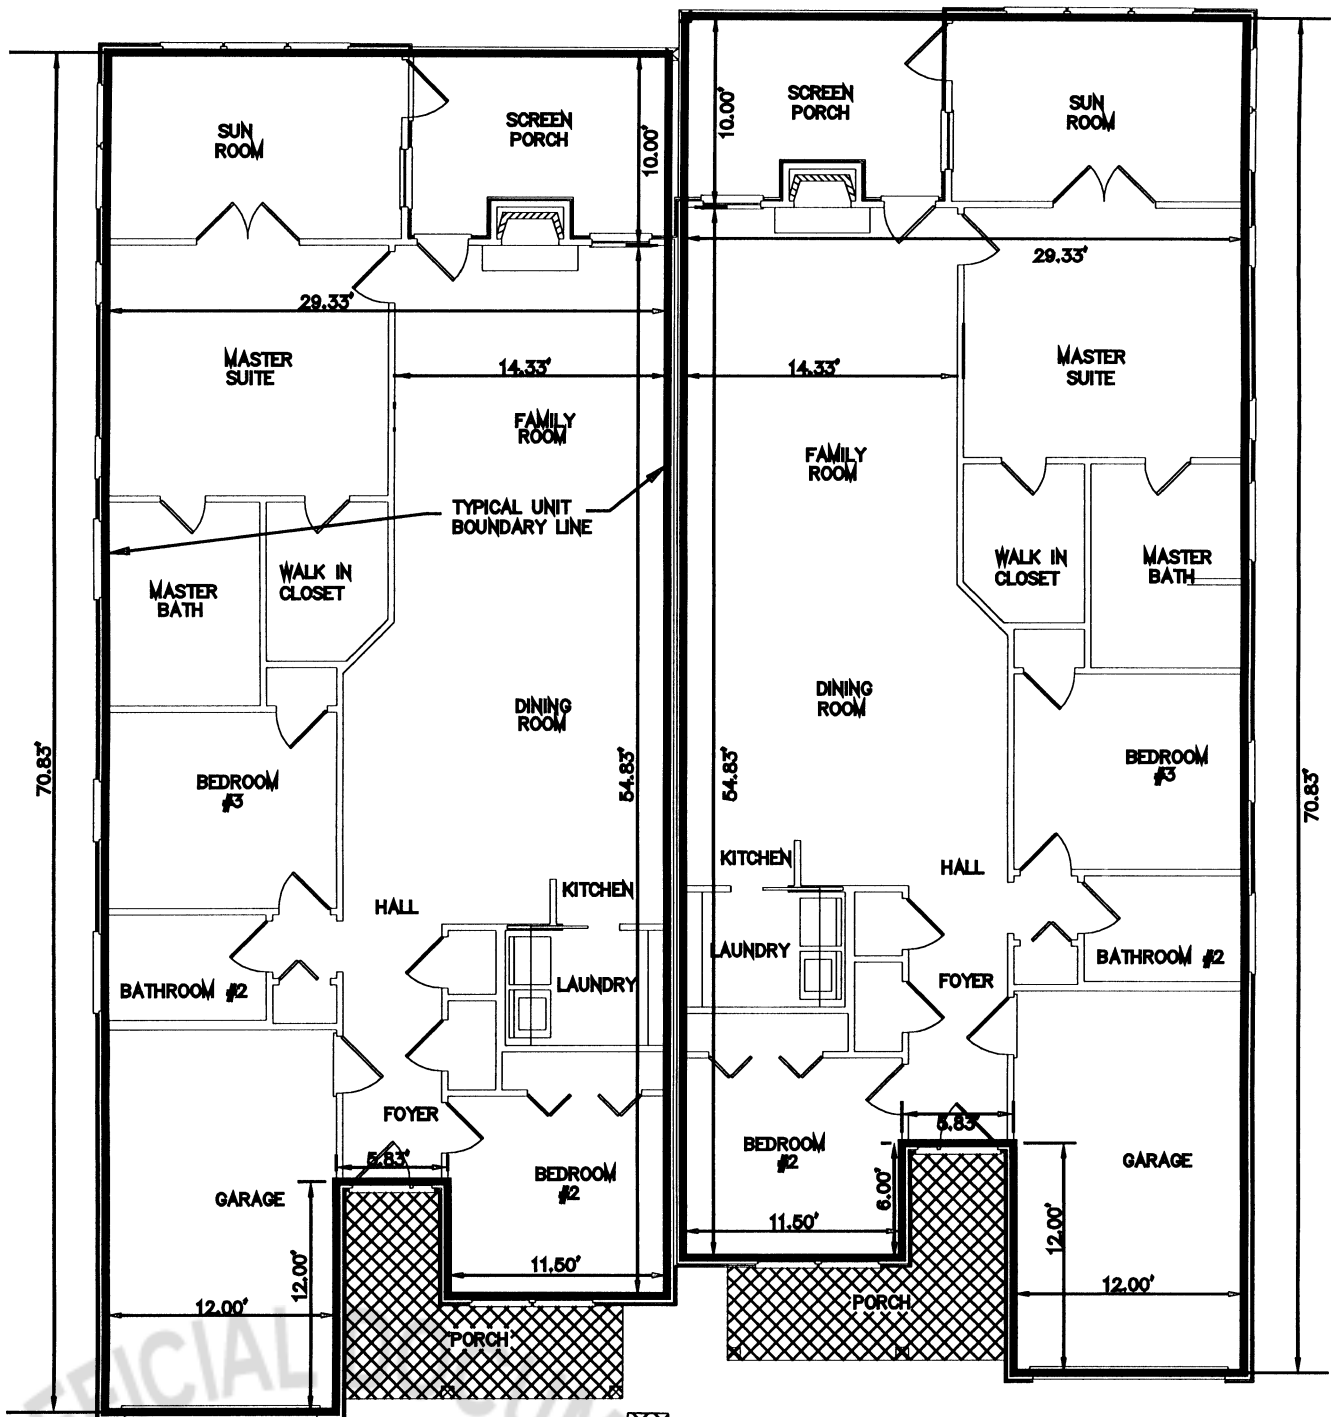 SUN
ROOM
SCREEN
PORCH
10.00'
29.33'
MASTER
SUITE
14.33'
FAMILY
ROOM
TYPICAL UNIT
BOUNDARY LINE
MASTER
BATH
WALK IN
CLOSET
DINING
ROOM
70.83'
54.83'
BEDROOM
#3
KITCHEN
HALL
LAUNDRY
BATHROOM #2
FOYER
5.83'
BEDROOM
#2
GARAGE
12.00'
11.50'
12.00'
PORCH
SCREEN
PORCH
10.00'
SUN
ROOM
29.33'
14.33'
MASTER
SUITE
FAMILY
ROOM
WALK IN
CLOSET
MASTER
BATH
DINING
ROOM
54.83'
BEDROOM
#3
70.83'
KITCHEN
HALL
LAUNDRY
FOYER
BATHROOM #2
5.83'
BEDROOM
#2
6.00'
GARAGE
11.50'
12.00'
12.00'
PORCH